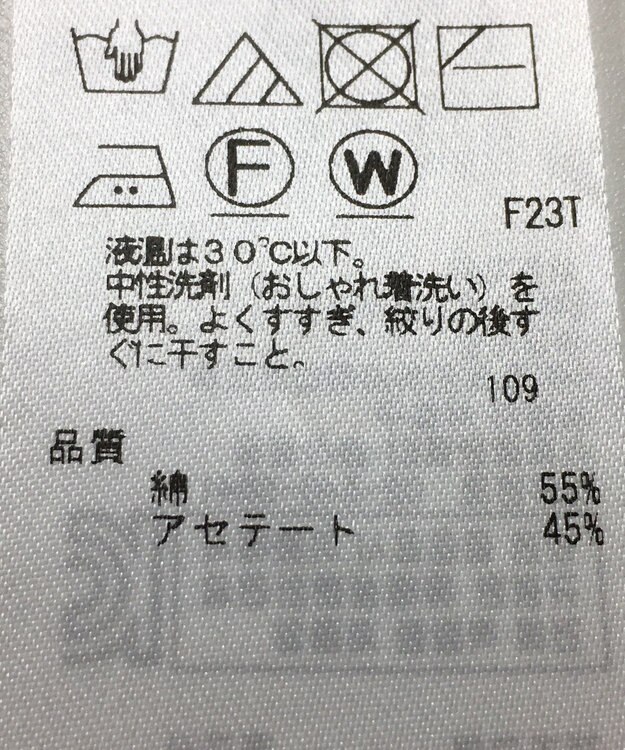 F
W
F23T
液温は30℃以下。
中性洗剤(おしゃれ着洗い)を
使用。よくすすぎ、絞りの後す
ぐに干すこと。
109
品質
綿 55%
アセテート 45%